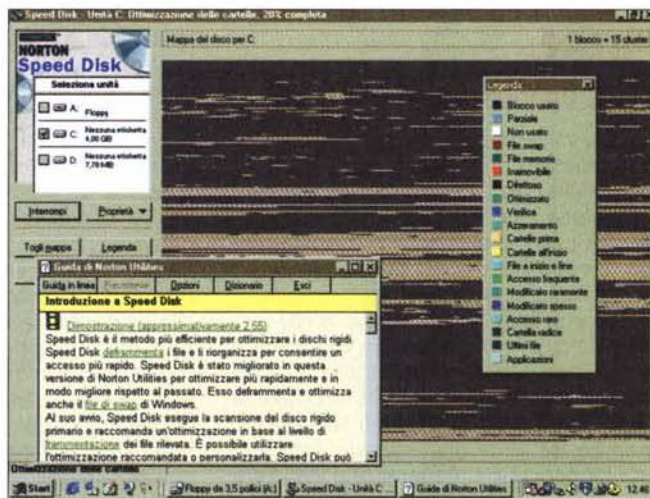 Speed Disk - Unità C: Ottimizzazione delle cartelle, 20% completa
NORTON
Speed Disk
Selezione unità
A: Floppy
C: Nessuna etichetta
4,00 GB
D: Nessuna etichetta
7,78 MB
Interrompi
Proprietà
Togli mappa
Legenda
Mappa del disco per C:
1 blocco = 15 cluster
Legenda
Blocco usato
Parziale
Non usato
File swap
File memoria
Inamovibile
Difettoso
Ottimizzato
Verifica
Azzeramento
Cartelle prima
Cartella all'inizio
File a inizio e fine
Accesso frequente
Modificato raramente
Modificato spesso
Accesso raro
Cartella radice
Ultimi file
Applicazioni
Guida di Norton Utilities
Guida in linea
Precedente
Opzioni
Dizionario
Esci
Introduzione a Speed Disk
Dimostrazione (approssimativamente 2.55)
Speed Disk è il metodo più efficiente per ottimizzare i dischi rigidi.
Speed Disk deframmenta i file e li riorganizza per consentire un
accesso più rapido. Speed Disk è stato migliorato in questa
versione di Norton Utilities per ottimizzare più rapidamente e in
modo migliore rispetto al passato. Esso deframmenta e ottimizza
anche il file di swap di Windows.
Al suo avvio, Speed Disk esegue la scansione del disco rigido
primario e raccomanda un'ottimizzazione in base al livello di
frammentazione dei file rilevata. È possibile utilizzare
l'ottimizzazione raccomandata o personalizzarla. Speed Disk può
Ottimizzazione delle cartelle
Start
Floppy da 3,5 pollici (A:)
Speed Disk - Unità C...
Guida di Norton Utilities
12.46